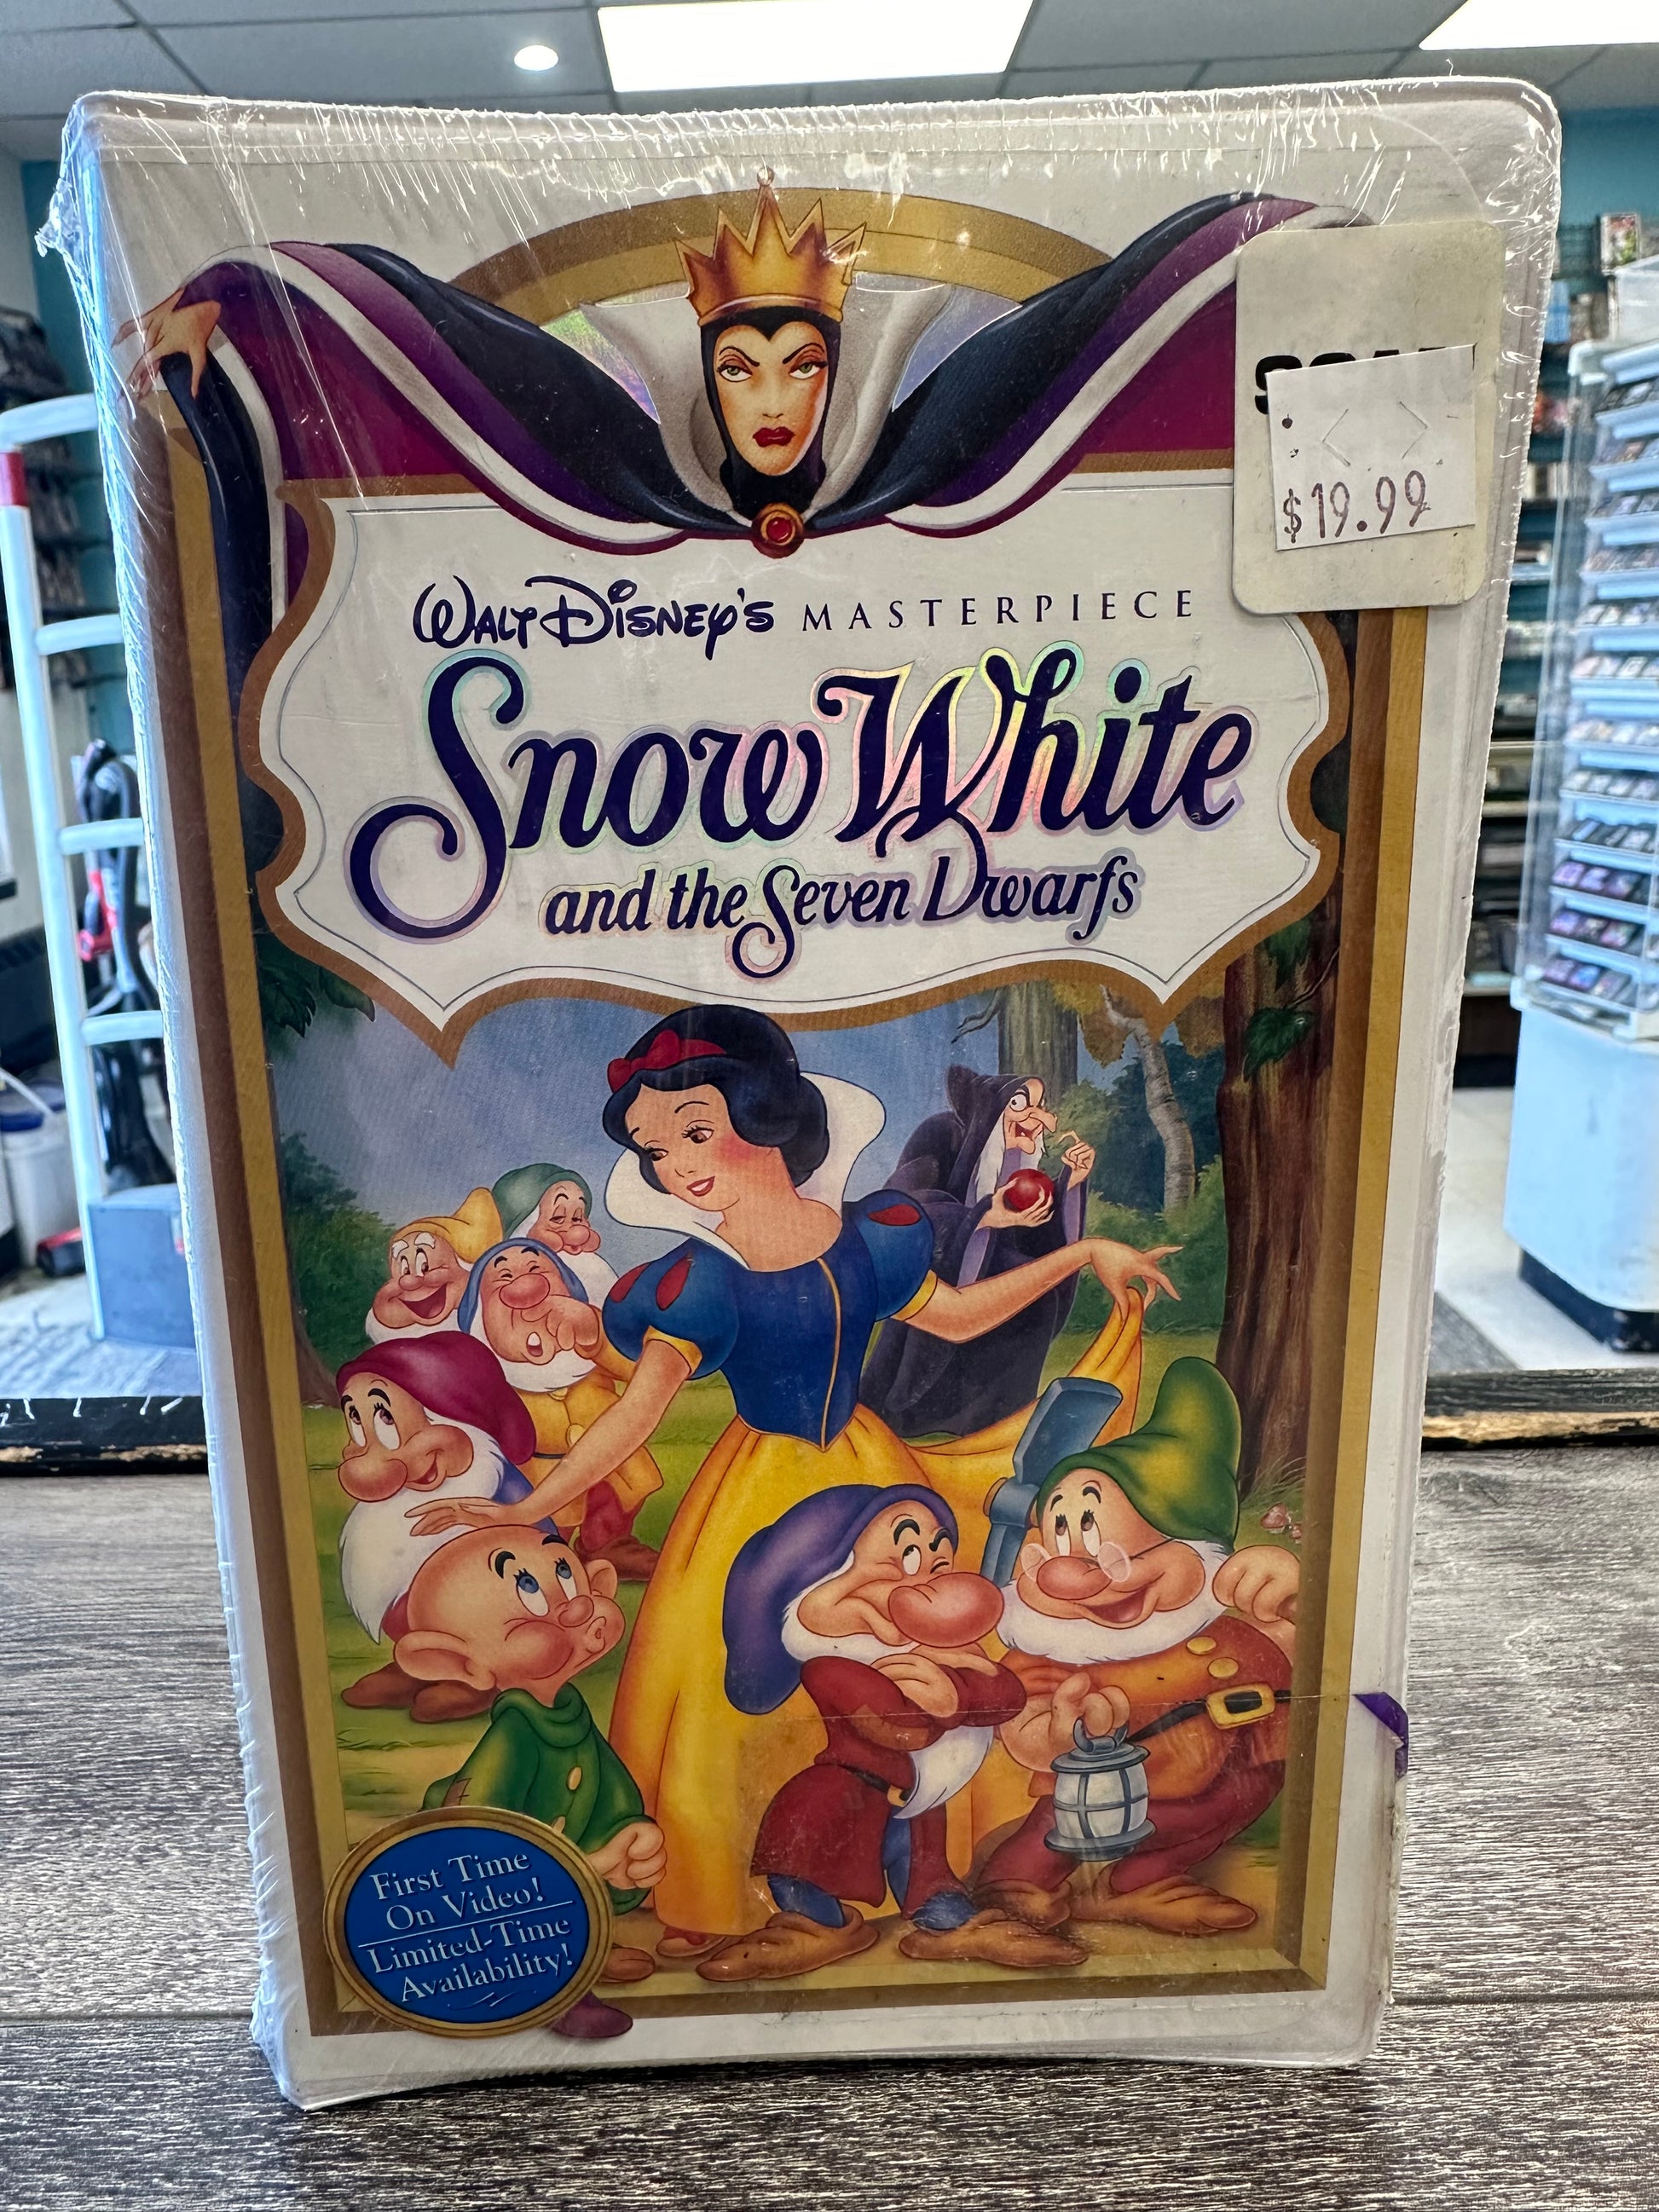 $19.99
WALT DISNEY'S MASTERPIECE
Snow White
and the Seven Dwarfs
First Time
On Video!
Limited-Time
Availability!